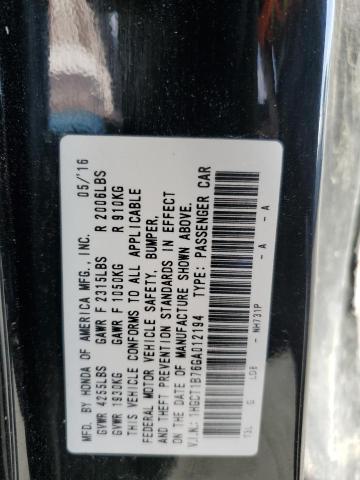 MFD. BY HONDA OF AMERICA MFG., INC. 05/16
GVWR 4255LBS GAWR F 2315LBS R 2006LBS
GVWR 1930KG GAWR F 1050KG R 910KG
THIS VEHICLE CONFORMS TO ALL APPLICABLE
FEDERAL MOTOR VEHICLE SAFETY, BUMPER,
AND THEFT PREVENTION STANDARDS IN EFFECT
ON THE DATE OF MANUFACTURE SHOWN ABOVE.
V.I.N.: 1HGCT1B76GA012194 TYPE: PASSENGER CAR
T3L G LDB - NH731P - A - A